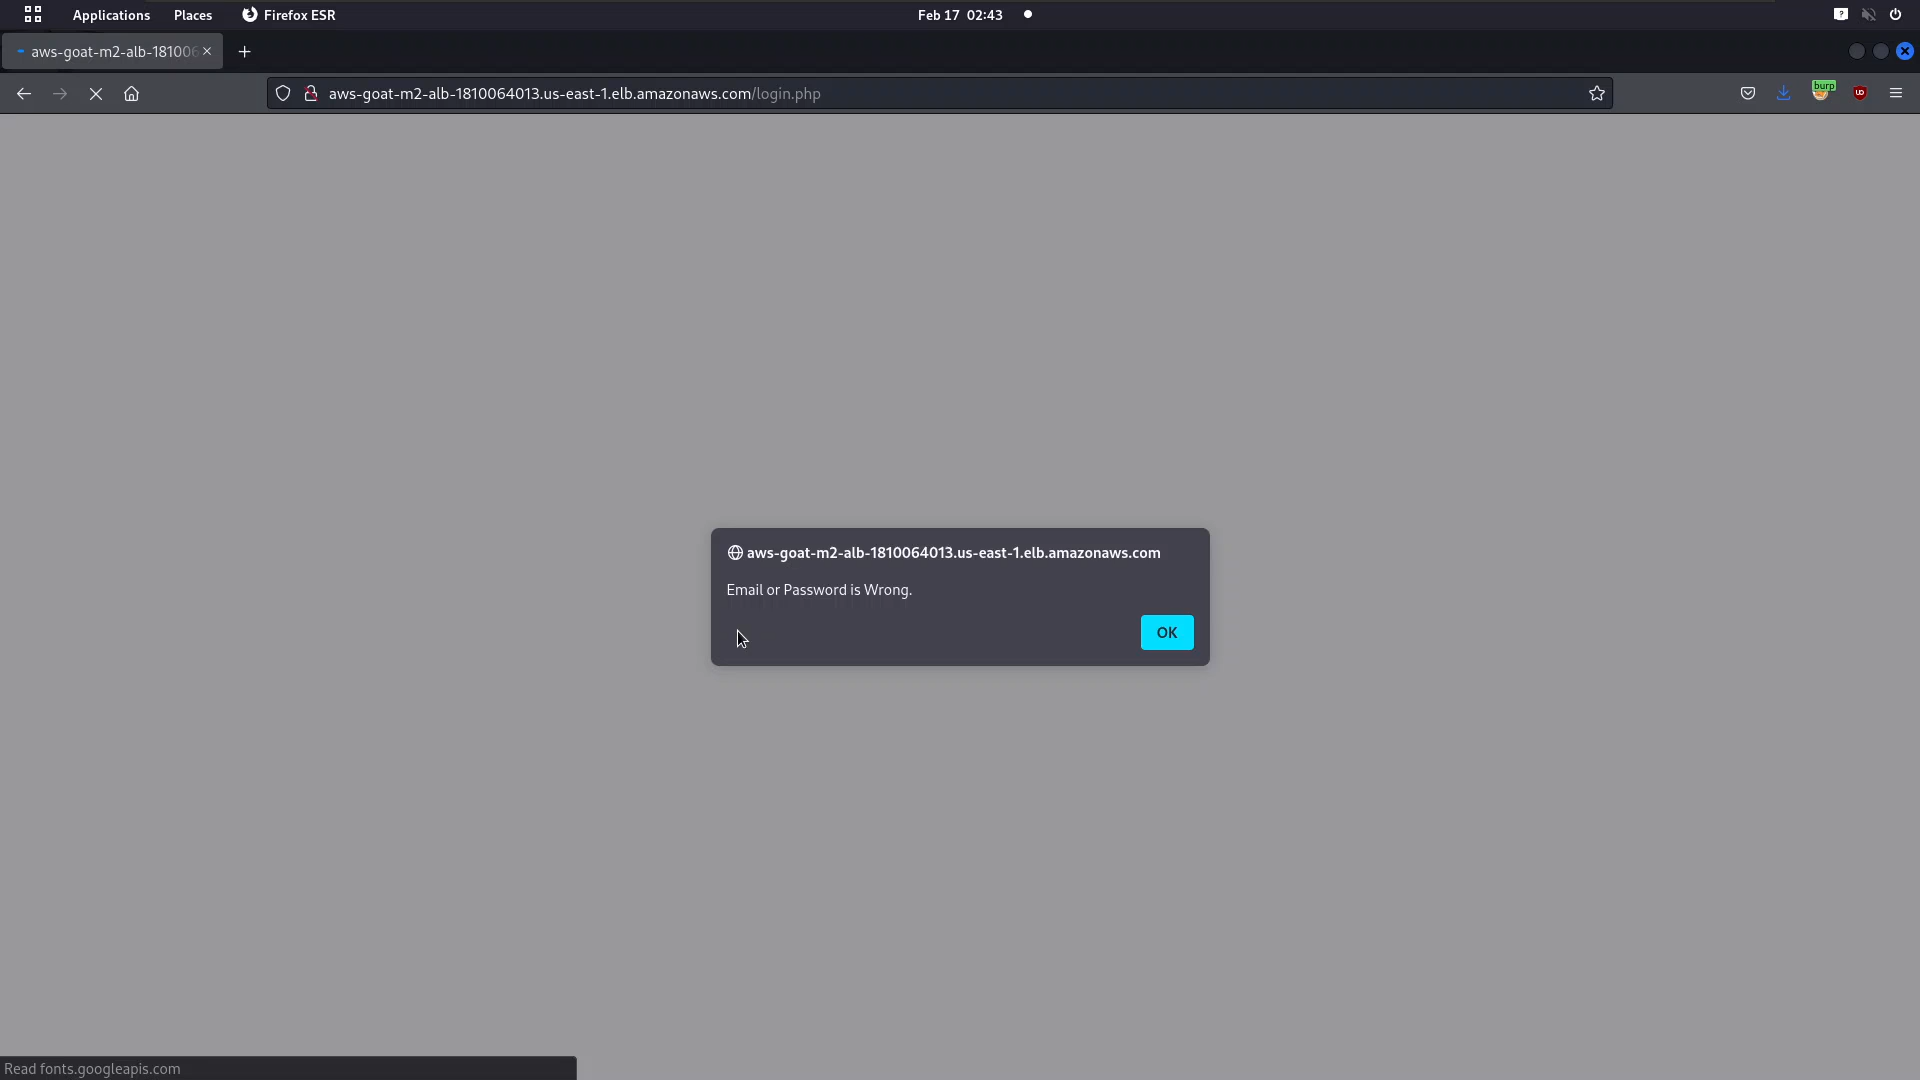 Applications Places Firefox ESR Feb 17 02:43
aws-goat-m2-alb-18100
aws-goat-m2-alb-1810064013.us-east-1.elb.amazonaws.com/login.php
burp
aws-goat-m2-alb-1810064013.us-east-1.elb.amazonaws.com
Email or Password is Wrong.
OK
Read fonts.googleapis.com